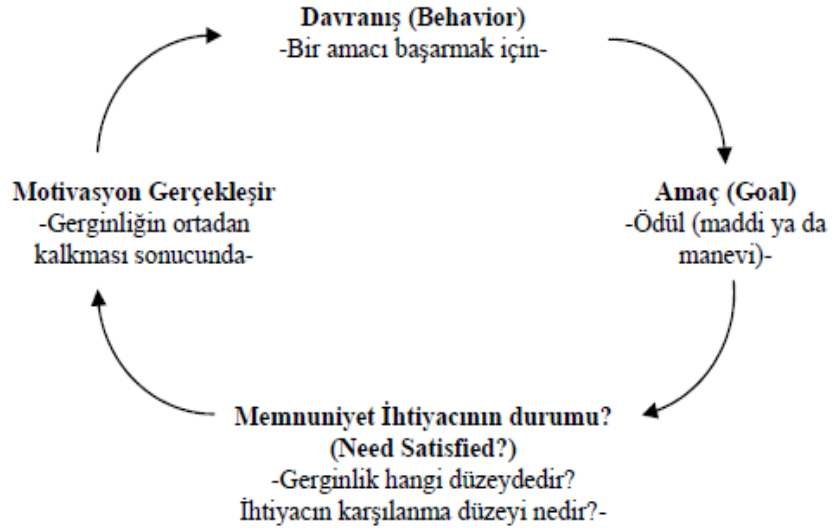 Davranış (Behavior)
-Bir amacı başarmak için-
Motivasyon Gerçekleşir
-Gerginliğin ortadan
kalkması sonucunda-
Amaç (Goal)
-Ödül (maddi ya da
manevi)-
Memnuniyet İhtiyacının durumu?
(Need Satisfied?)
-Gerginlik hangi düzeydedir?
İhtiyacın karşılanma düzeyi nedir?-